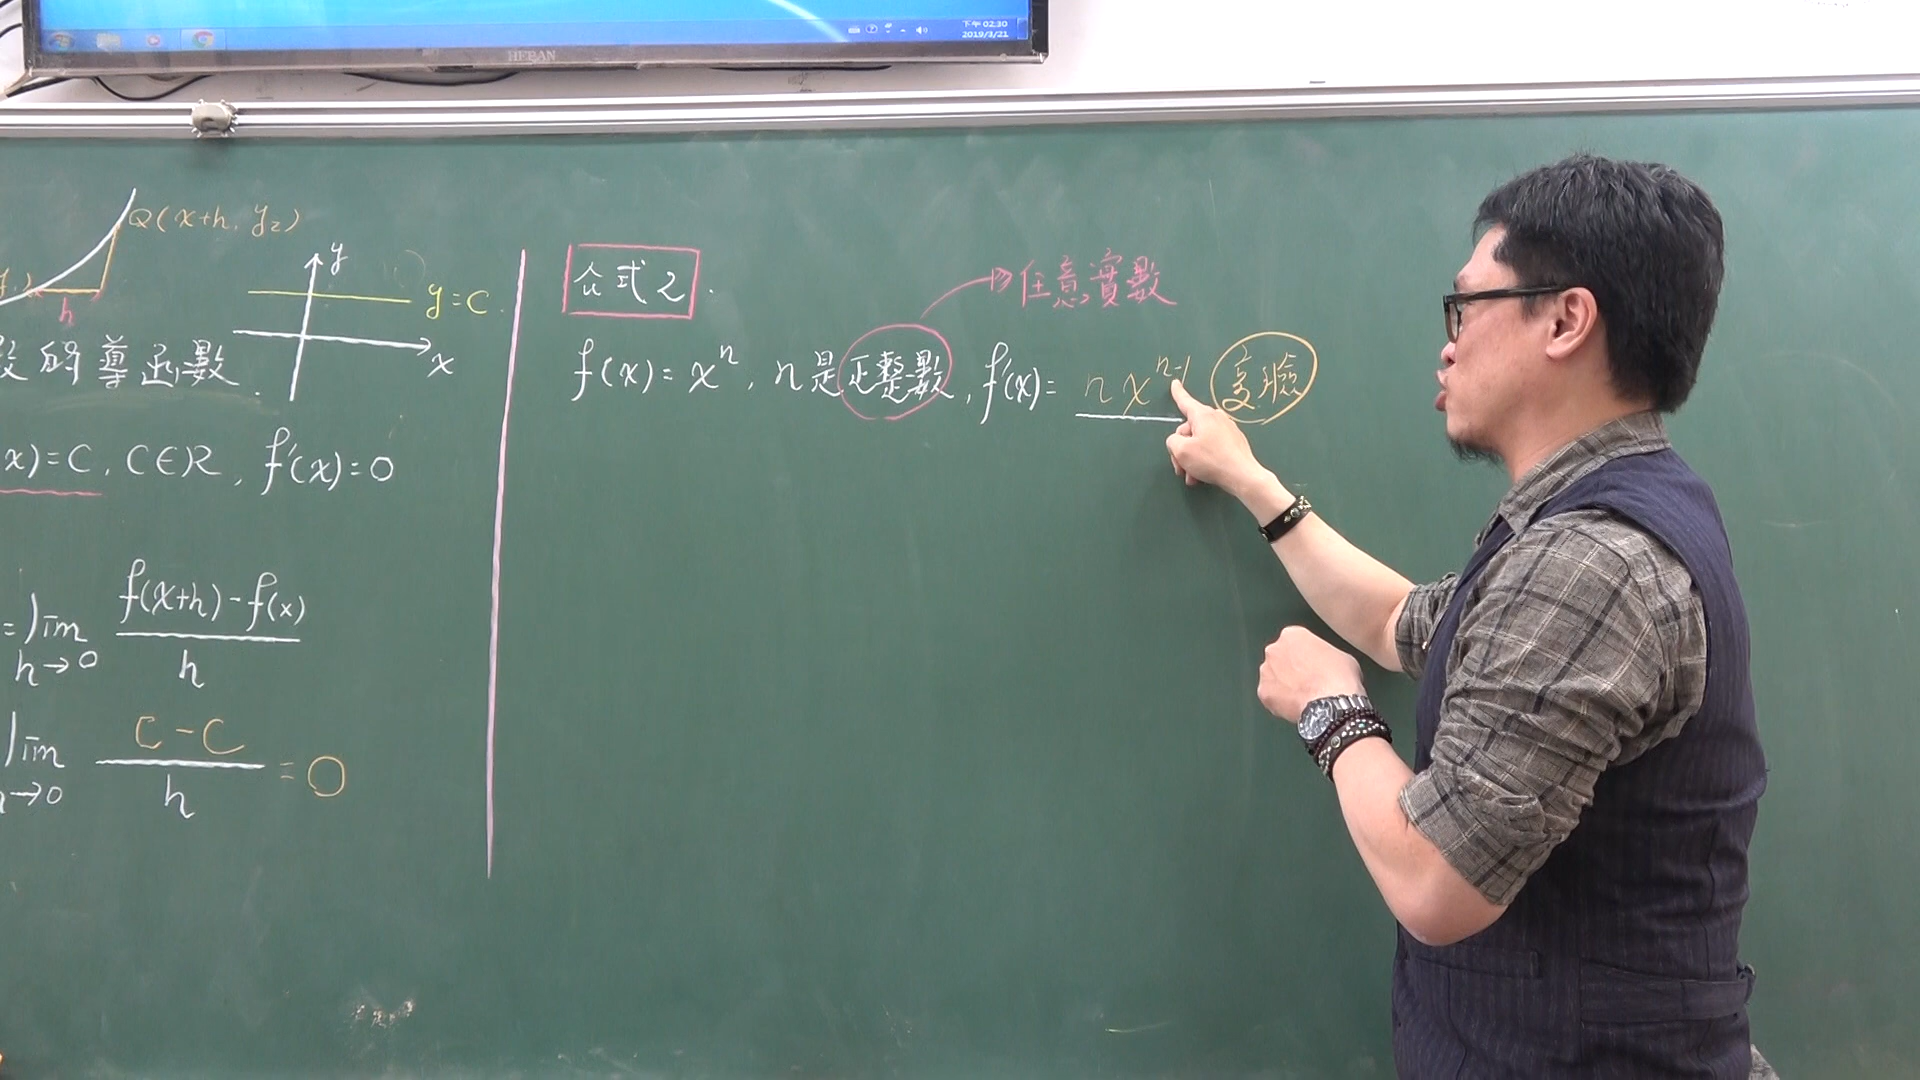 下午 02:30
2019/3/21
HERAN
Q(x+h, y₂)
h
y
y=C
x
的導函數.
x)=C, C∈R, f'(x)=0
=lim h→0 f(x+h)-f(x) / h
lim h→0 C-C / h =0
公式2.
任意實數
f(x)=xⁿ, n是正整數, f'(x)= n xⁿ⁻¹